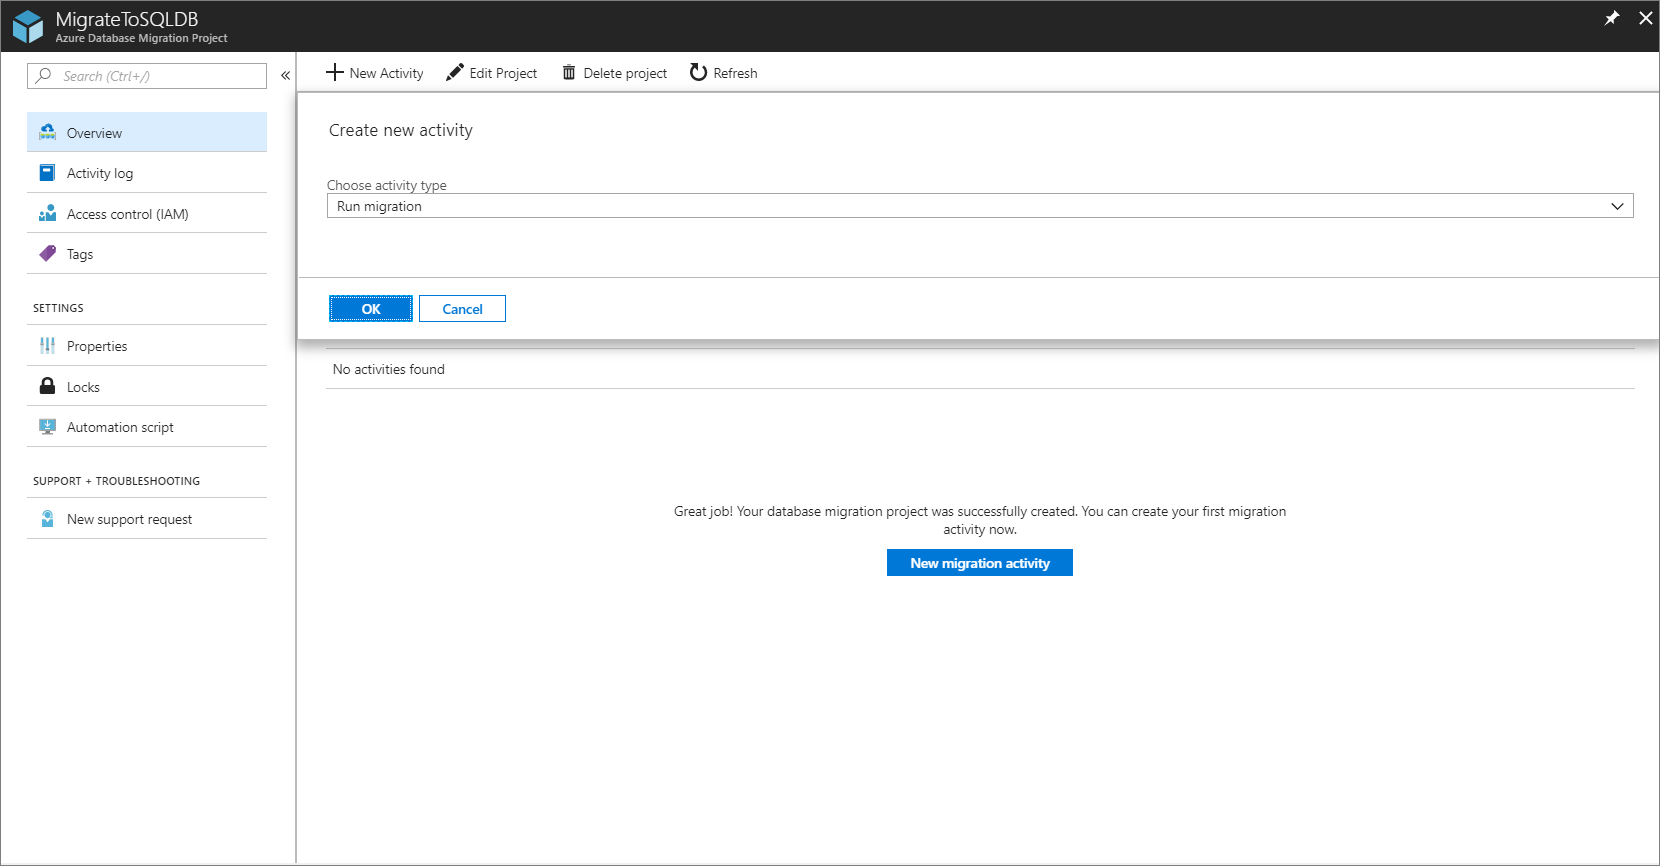 MigrateToSQLDB
Azure Database Migration Project
Search (Ctrl+/)
«
Overview
Activity log
Access control (IAM)
Tags
SETTINGS
Properties
Locks
Automation script
SUPPORT + TROUBLESHOOTING
New support request
New Activity
Edit Project
Delete project
Refresh
Create new activity
Choose activity type
Run migration
OK
Cancel
No activities found
Great job! Your database migration project was successfully created. You can create your first migration
activity now.
New migration activity